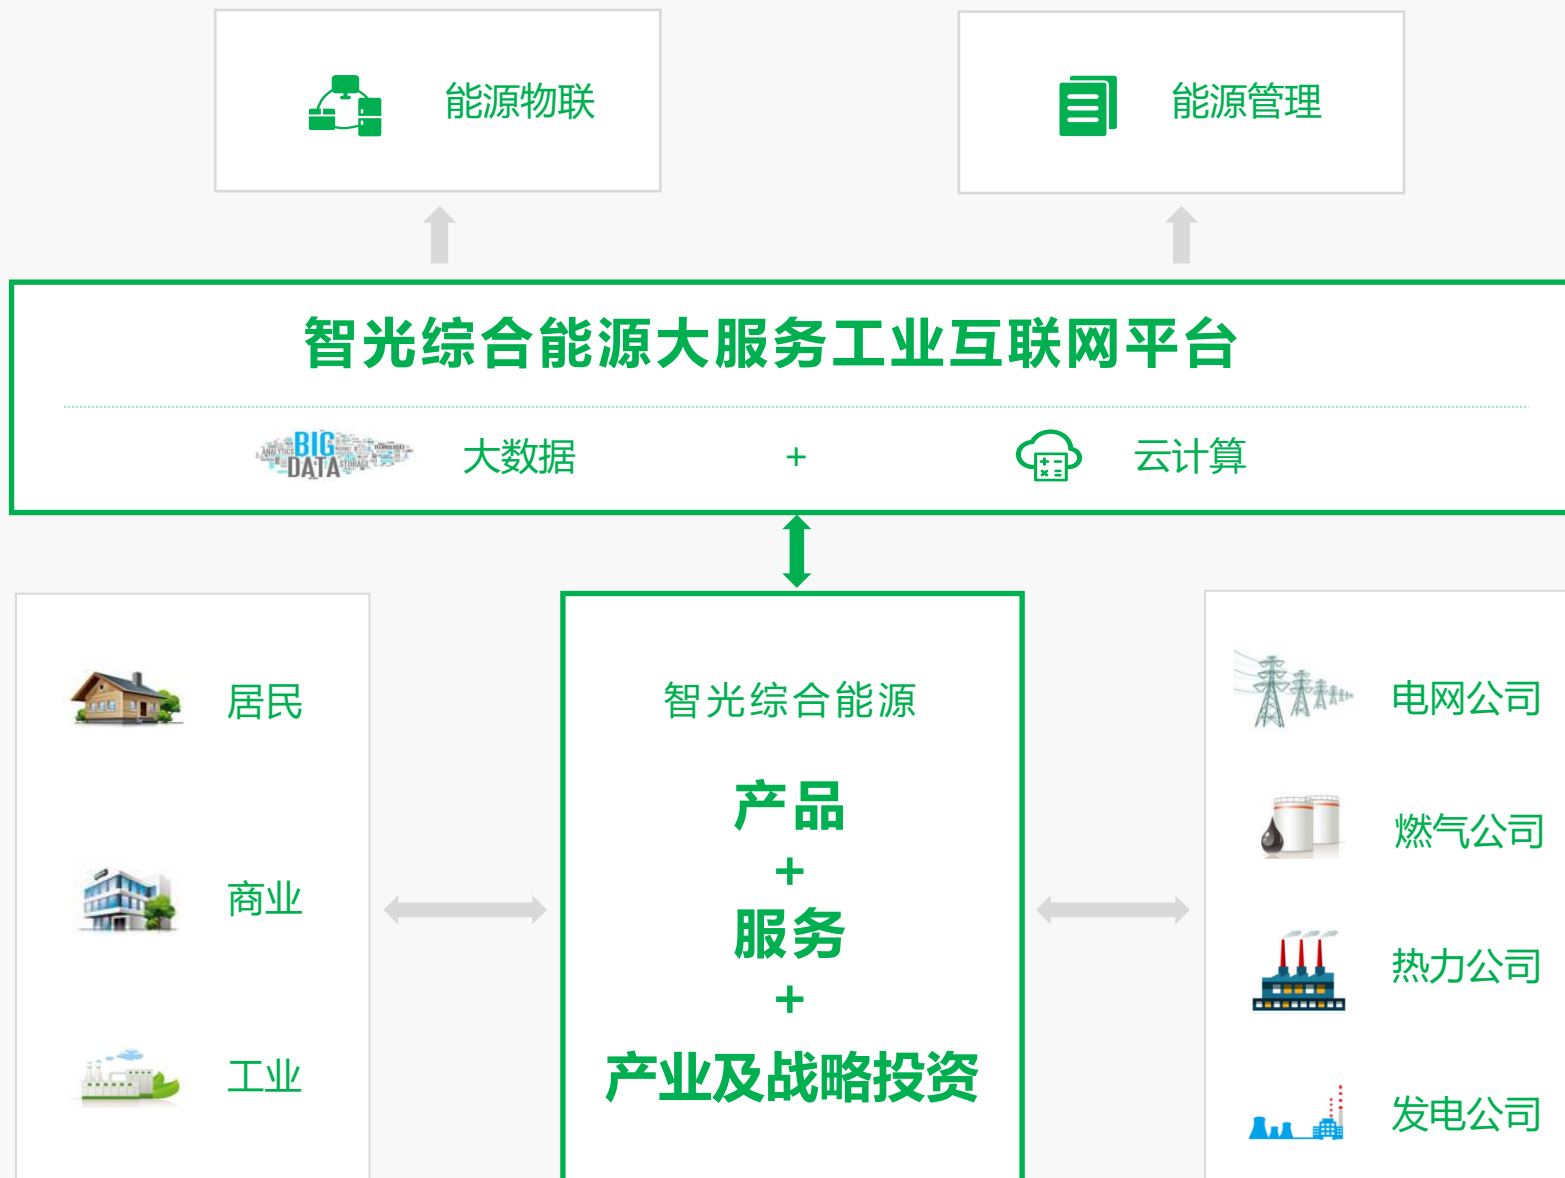 能源物联
能源管理
智光综合能源大服务工业互联网平台
BIG
DATA
ANALYTICS
STORAGE
大数据
+
云计算
居民
商业
工业
智光综合能源
产品
+
服务
+
产业及战略投资
电网公司
燃气公司
热力公司
发电公司